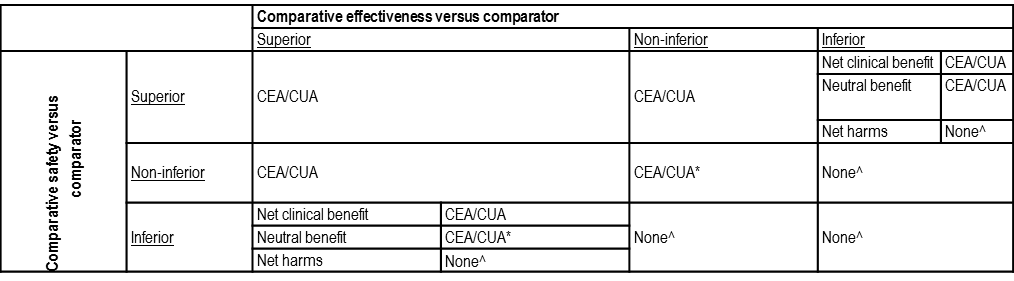 Comparative effectiveness versus comparator
Superior Non-inferior Inferior
Comparative safety versus
comparator
Superior CEA/CUA CEA/CUA
Net clinical benefit CEA/CUA
Neutral benefit CEA/CUA
Net harms None^
Non-inferior CEA/CUA CEA/CUA* None^
Inferior
Net clinical benefit CEA/CUA
Neutral benefit CEA/CUA*
Net harms None^
None^ None^